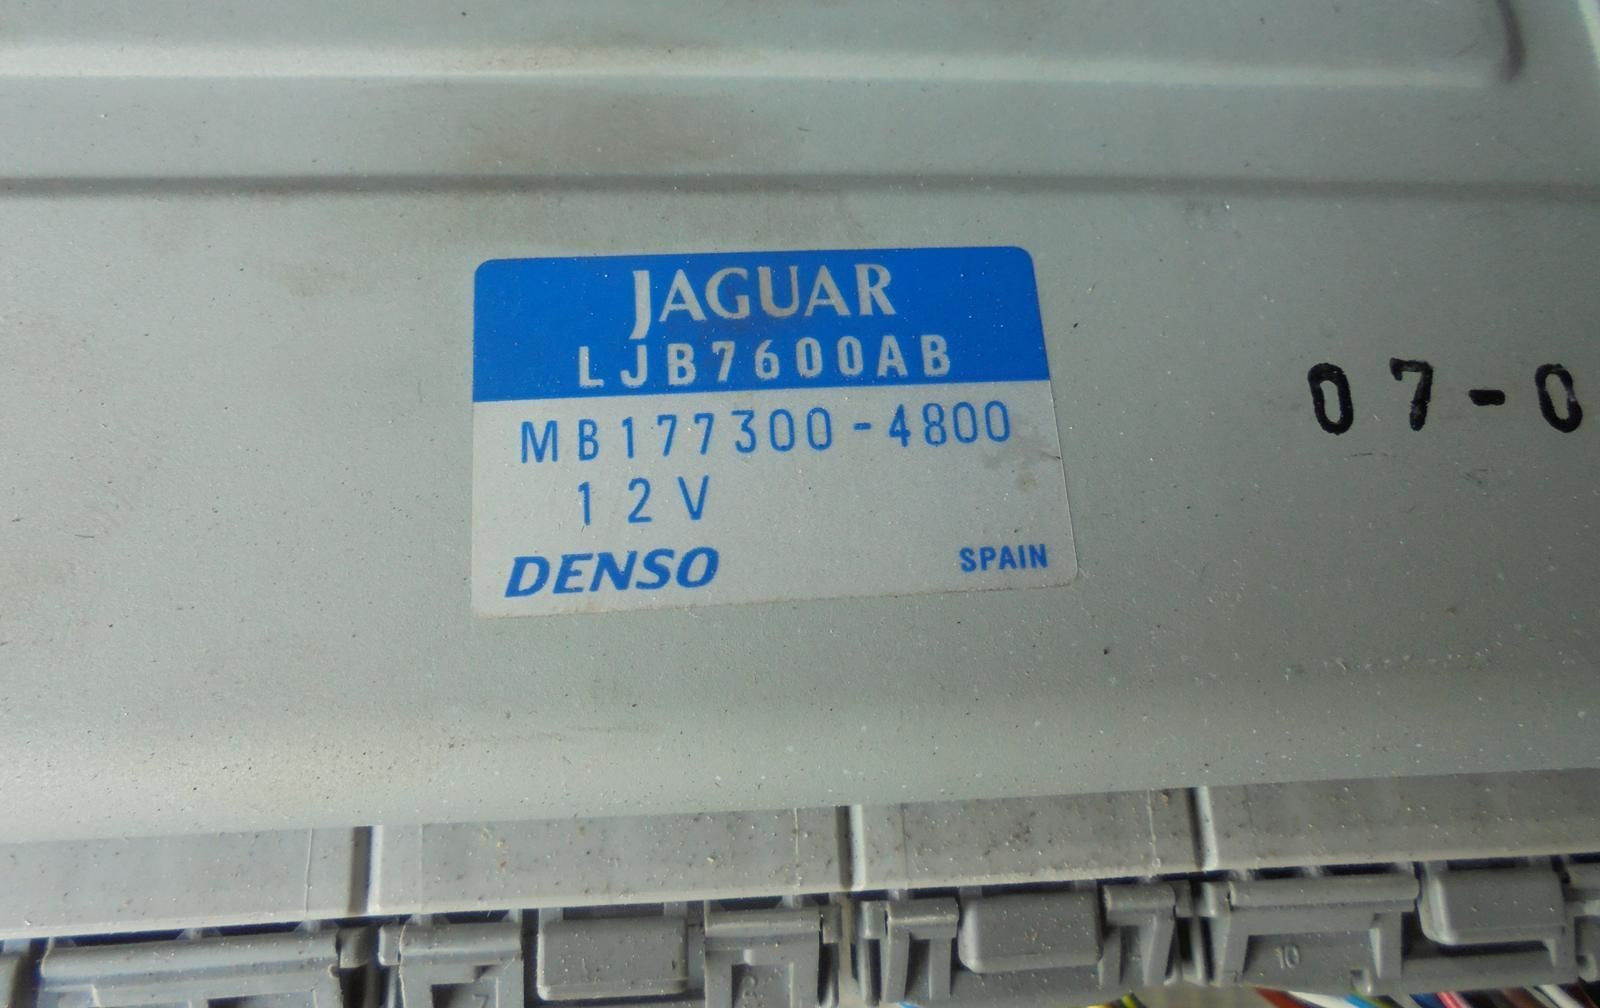 JAGUAR
LJB7600AB
MB177300-4800
12V
DENSO SPAIN
07-0
10